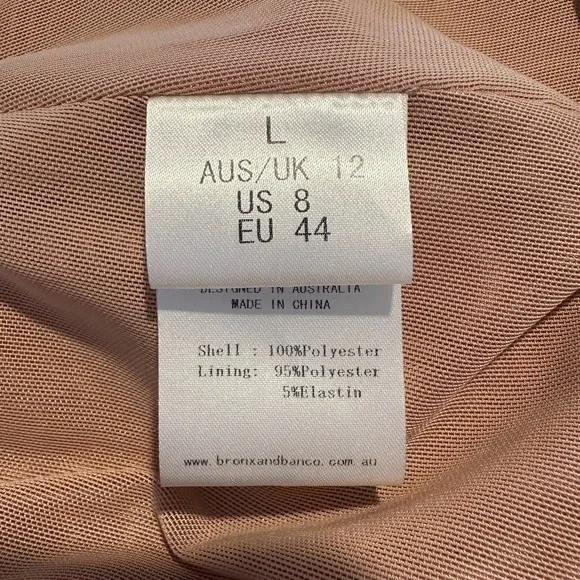 L
AUS/UK 12
US 8
EU 44
DESIGNED IN AUSTRALIA
MADE IN CHINA
Shell : 100%Polyester
Lining: 95%Polyester
5%Elastin
www.bronxandbanco.com.au